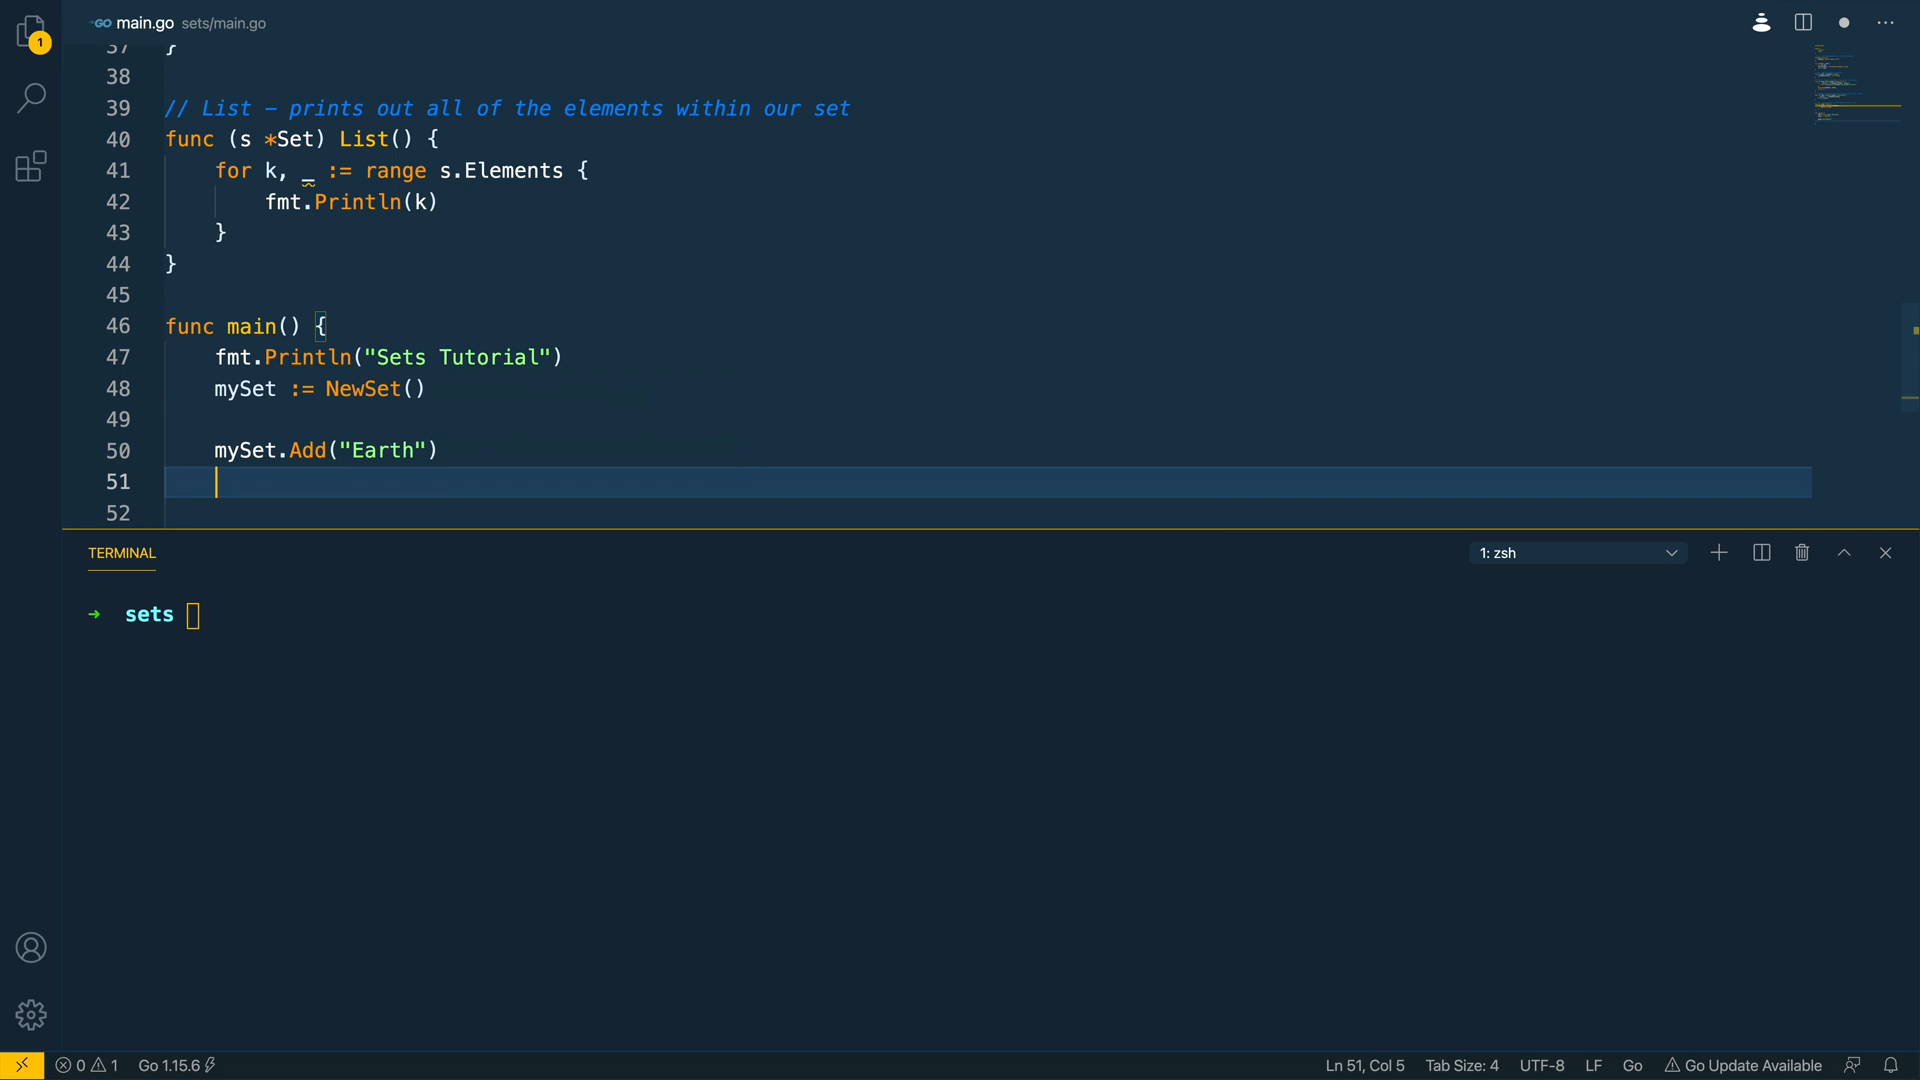 GO main.go sets/main.go
1
37 }
38
39 // List – prints out all of the elements within our set
40 func (s *Set) List() {
41     for k, _ := range s.Elements {
42         fmt.Println(k)
43     }
44 }
45
46 func main() {
47     fmt.Println("Sets Tutorial")
48     mySet := NewSet()
49
50     mySet.Add("Earth")
51
52
TERMINAL
1: zsh
➜ sets
0 1 Go 1.15.6 Ln 51, Col 5 Tab Size: 4 UTF-8 LF Go Go Update Available